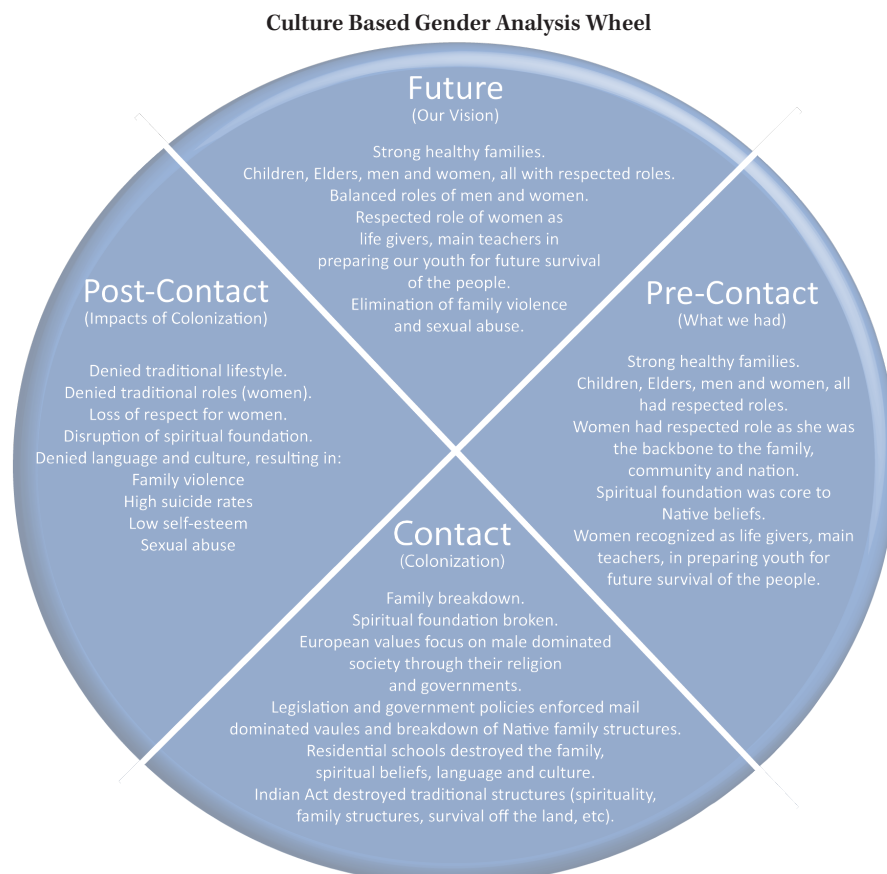 Culture Based Gender Analysis Wheel
Future
(Our Vision)
Strong healthy families.
Children, Elders, men and women, all with respected roles.
Balanced roles of men and women.
Respected role of women as
life givers, main teachers in
preparing our youth for future survival
of the people.
Elimination of family violence
and sexual abuse.
Pre-Contact
(What we had)
Strong healthy families.
Children, Elders, men and women, all
had respected roles.
Women had respected role as she was
the backbone to the family,
community and nation.
Spiritual foundation was core to
Native beliefs.
Women recognized as life givers, main
teachers, in preparing youth for
future survival of the people.
Contact
(Colonization)
Family breakdown.
Spiritual foundation broken.
European values focus on male dominated
society through their religion
and governments.
Legislation and government policies enforced mail
dominated vaules and breakdown of Native family structures.
Residential schools destroyed the family,
spiritual beliefs, language and culture.
Indian Act destroyed traditional structures (spirituality,
family structures, survival off the land, etc).
Post-Contact
(Impacts of Colonization)
Denied traditional lifestyle.
Denied traditional roles (women).
Loss of respect for women.
Disruption of spiritual foundation.
Denied language and culture, resulting in:
Family violence
High suicide rates
Low self-esteem
Sexual abuse